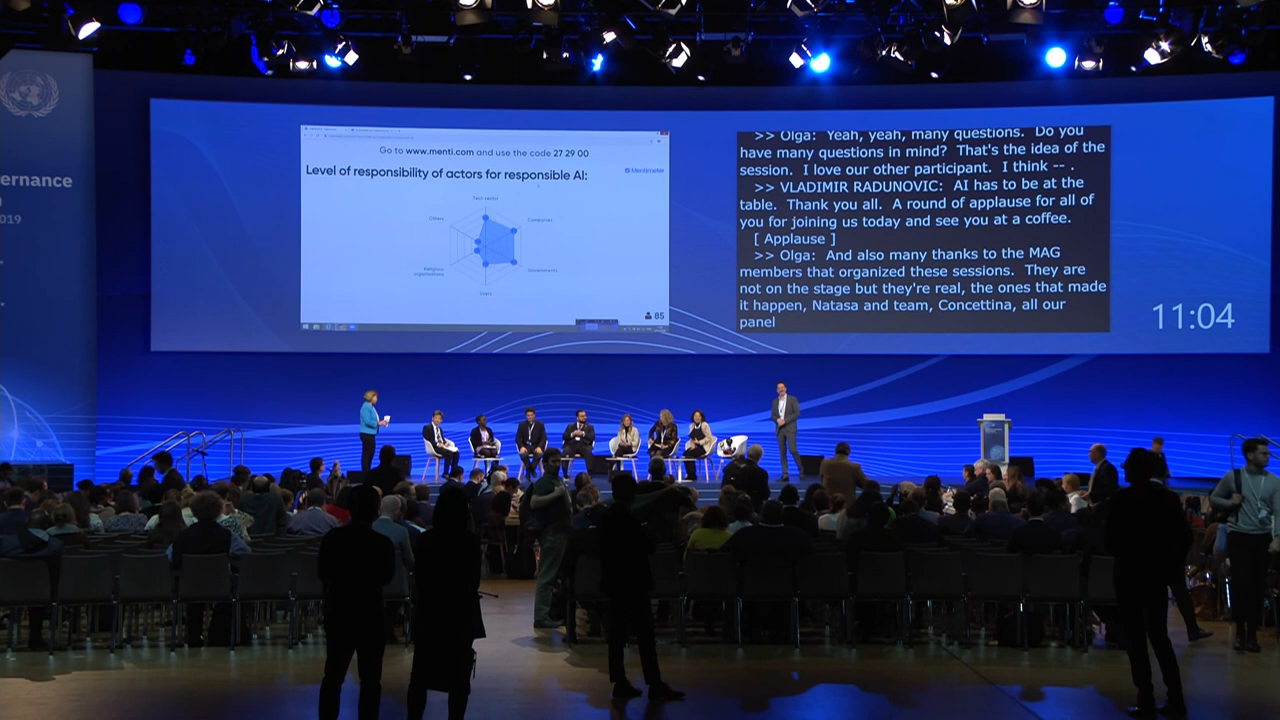 ernance
2019
Go to www.menti.com and use the code 27 29 00
Level of responsibility of actors for responsible AI:
Mentimeter
Tech sector
Others
Companies
Religious
organisations
Governments
Users
85
>> Olga: Yeah, yeah, many questions. Do you
have many questions in mind? That's the idea of the
session. I love our other participant. I think -- .
>> VLADIMIR RADUNOVIC: AI has to be at the
table. Thank you all. A round of applause for all of
you for joining us today and see you at a coffee.
[ Applause ]
>> Olga: And also many thanks to the MAG
members that organized these sessions. They are
not on the stage but they're real, the ones that made
it happen, Natasa and team, Concettina, all our
panel
11:04